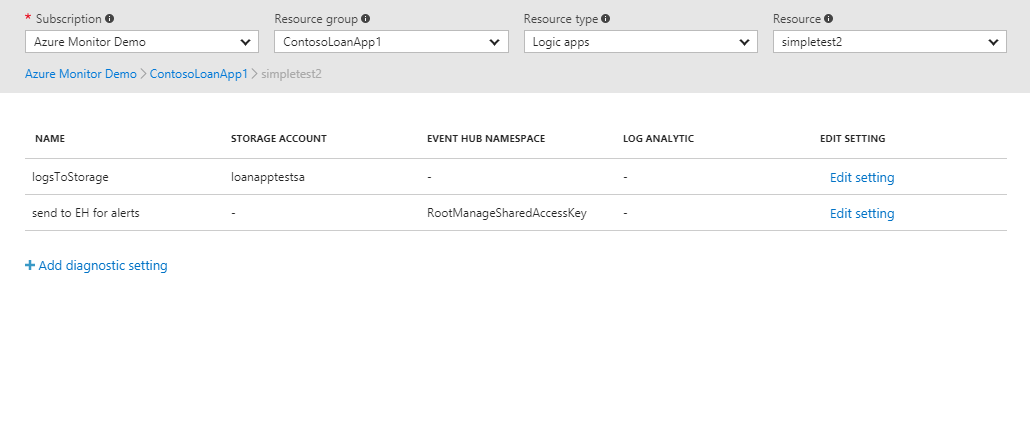 * Subscription Resource group Resource type Resource
Azure Monitor Demo ContosoLoanApp1 Logic apps simpletest2
Azure Monitor Demo > ContosoLoanApp1 > simpletest2
NAME STORAGE ACCOUNT EVENT HUB NAMESPACE LOG ANALYTIC EDIT SETTING
logsToStorage loanapptestsa - - Edit setting
send to EH for alerts - RootManageSharedAccessKey - Edit setting
+ Add diagnostic setting